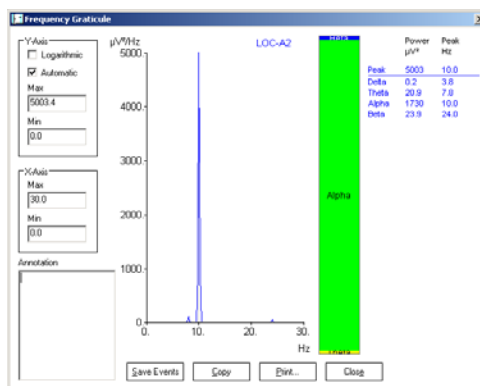 Frequency Graticule
Y-Axis
Logarithmic
Automatic
Max
5003.4
Min
0.0
X-Axis
Max
30.0
Min
0.0
Annotation
µV²/Hz
LOC-A2
5000.
4000.
3000.
2000.
1000.
0.
10.
20.
30.
Hz
Beta
Alpha
Theta
Power Peak
µV² Hz
Peak 5003 10.0
Delta 0.2 3.8
Theta 20.9 7.8
Alpha 1730 10.0
Beta 23.9 24.0
Save Events
Copy
Print...
Close